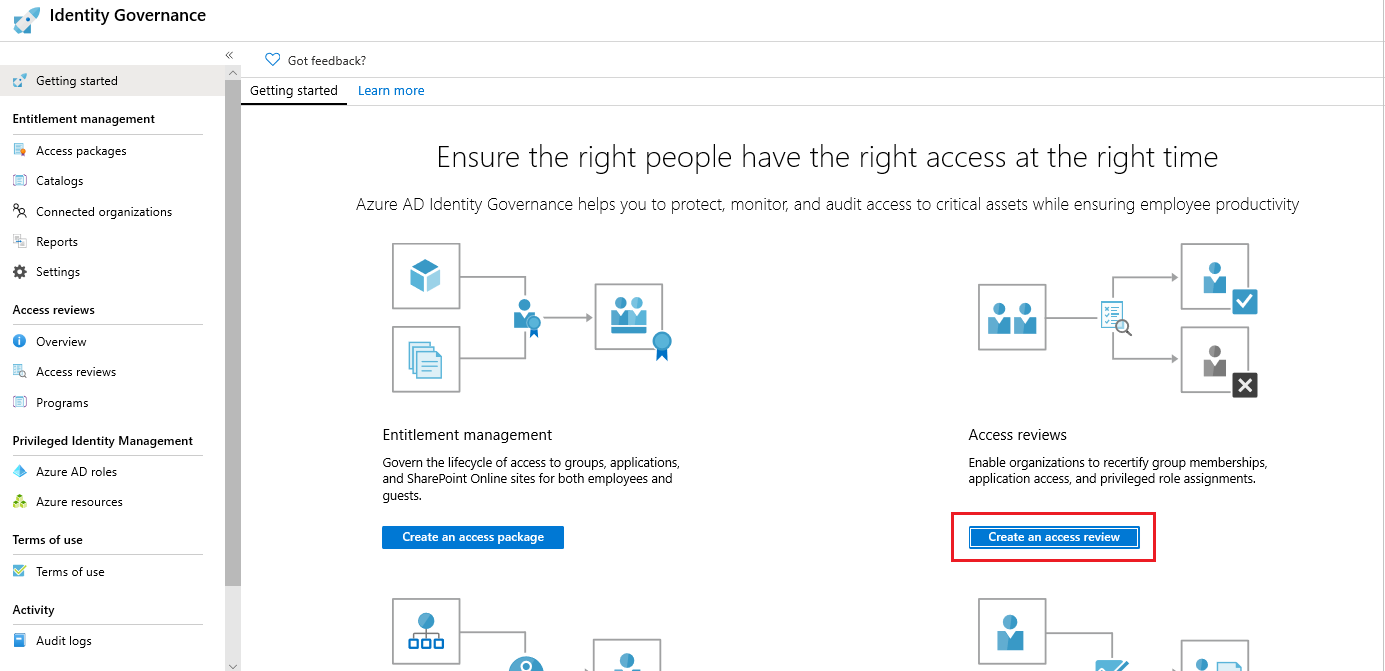 Identity Governance
«
Getting started
Entitlement management
Access packages
Catalogs
Connected organizations
Reports
Settings
Access reviews
Overview
Access reviews
Programs
Privileged Identity Management
Azure AD roles
Azure resources
Terms of use
Terms of use
Activity
Audit logs
Got feedback?
Getting started Learn more
Ensure the right people have the right access at the right time
Azure AD Identity Governance helps you to protect, monitor, and audit access to critical assets while ensuring employee productivity
Entitlement management
Govern the lifecycle of access to groups, applications,
and SharePoint Online sites for both employees and
guests.
Create an access package
Access reviews
Enable organizations to recertify group memberships,
application access, and privileged role assignments.
Create an access review